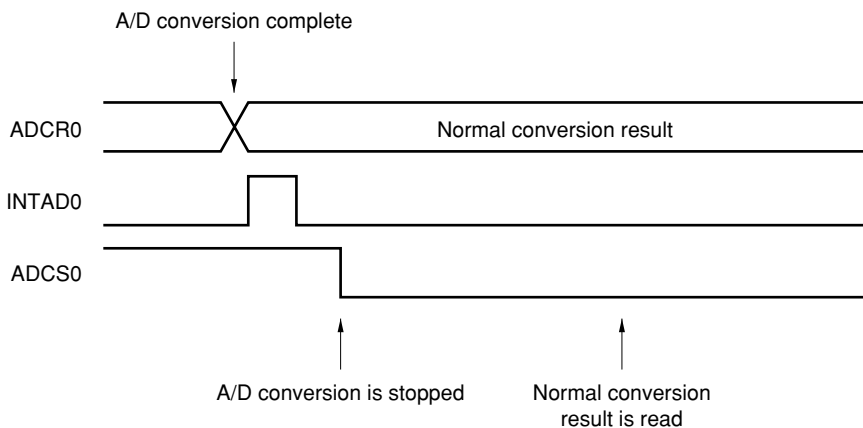 A/D conversion complete
ADCR0
Normal conversion result
INTAD0
ADCS0
A/D conversion is stopped
Normal conversion
result is read